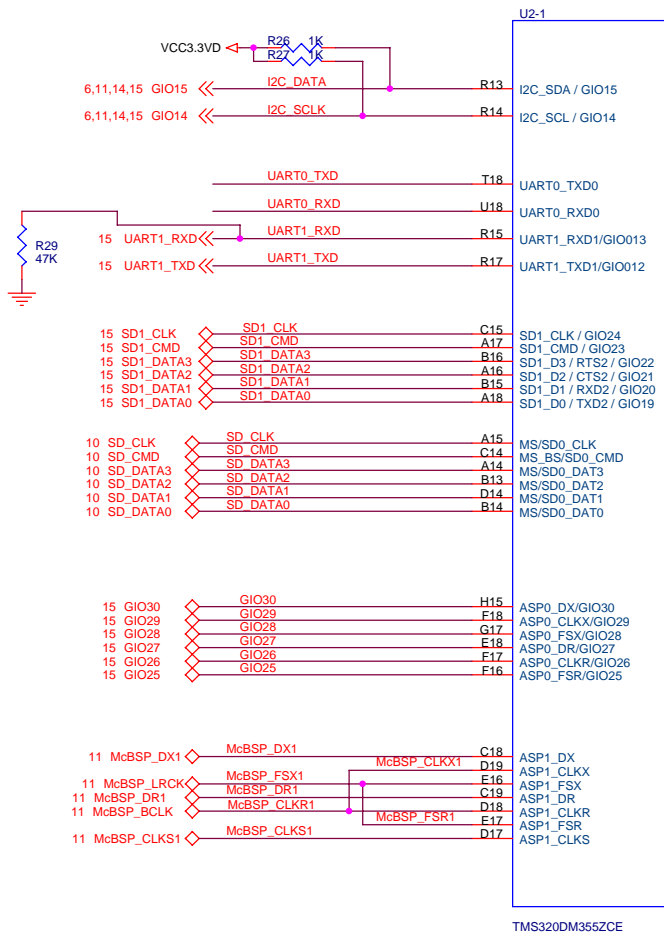 U2-1
R26 1K
VCC3.3VD
R27 1K
6,11,14,15 GIO15 I2C_DATA R13 I2C_SDA / GIO15
6,11,14,15 GIO14 I2C_SCLK R14 I2C_SCL / GIO14
UART0_TXD T18 UART0_TXD0
UART0_RXD U18 UART0_RXD0
15 UART1_RXD UART1_RXD R15 UART1_RXD1/GIO013
R29
47K
15 UART1_TXD UART1_TXD R17 UART1_TXD1/GIO012
15 SD1_CLK SD1_CLK C15 SD1_CLK / GIO24
15 SD1_CMD SD1_CMD A17 SD1_CMD / GIO23
15 SD1_DATA3 SD1_DATA3 B16 SD1_D3 / RTS2 / GIO22
15 SD1_DATA2 SD1_DATA2 A16 SD1_D2 / CTS2 / GIO21
15 SD1_DATA1 SD1_DATA1 B15 SD1_D1 / RXD2 / GIO20
15 SD1_DATA0 SD1_DATA0 A18 SD1_D0 / TXD2 / GIO19
10 SD_CLK SD_CLK A15 MS/SD0_CLK
10 SD_CMD SD_CMD C14 MS_BS/SD0_CMD
10 SD_DATA3 SD_DATA3 A14 MS/SD0_DAT3
10 SD_DATA2 SD_DATA2 B13 MS/SD0_DAT2
10 SD_DATA1 SD_DATA1 D14 MS/SD0_DAT1
10 SD_DATA0 SD_DATA0 B14 MS/SD0_DAT0
15 GIO30 GIO30 H15 ASP0_DX/GIO30
15 GIO29 GIO29 F18 ASP0_CLKX/GIO29
15 GIO28 GIO28 G17 ASP0_FSX/GIO28
15 GIO27 GIO27 E18 ASP0_DR/GIO27
15 GIO26 GIO26 F17 ASP0_CLKR/GIO26
15 GIO25 GIO25 F16 ASP0_FSR/GIO25
11 McBSP_DX1 McBSP_DX1 C18 ASP1_DX
McBSP_CLKX1 D19 ASP1_CLKX
11 McBSP_LRCK McBSP_FSX1 E16 ASP1_FSX
11 McBSP_DR1 McBSP_DR1 C19 ASP1_DR
11 McBSP_BCLK McBSP_CLKR1 D18 ASP1_CLKR
McBSP_FSR1 E17 ASP1_FSR
11 McBSP_CLKS1 McBSP_CLKS1 D17 ASP1_CLKS
TMS320DM355ZCE